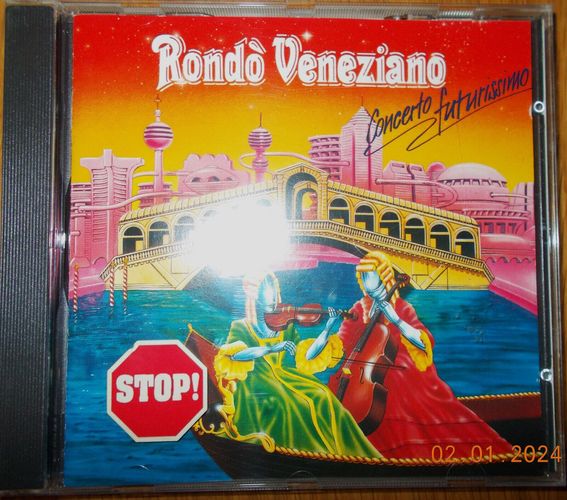 Rondò Veneziano
Concerto
futurissimo
STOP!
02.01.2024